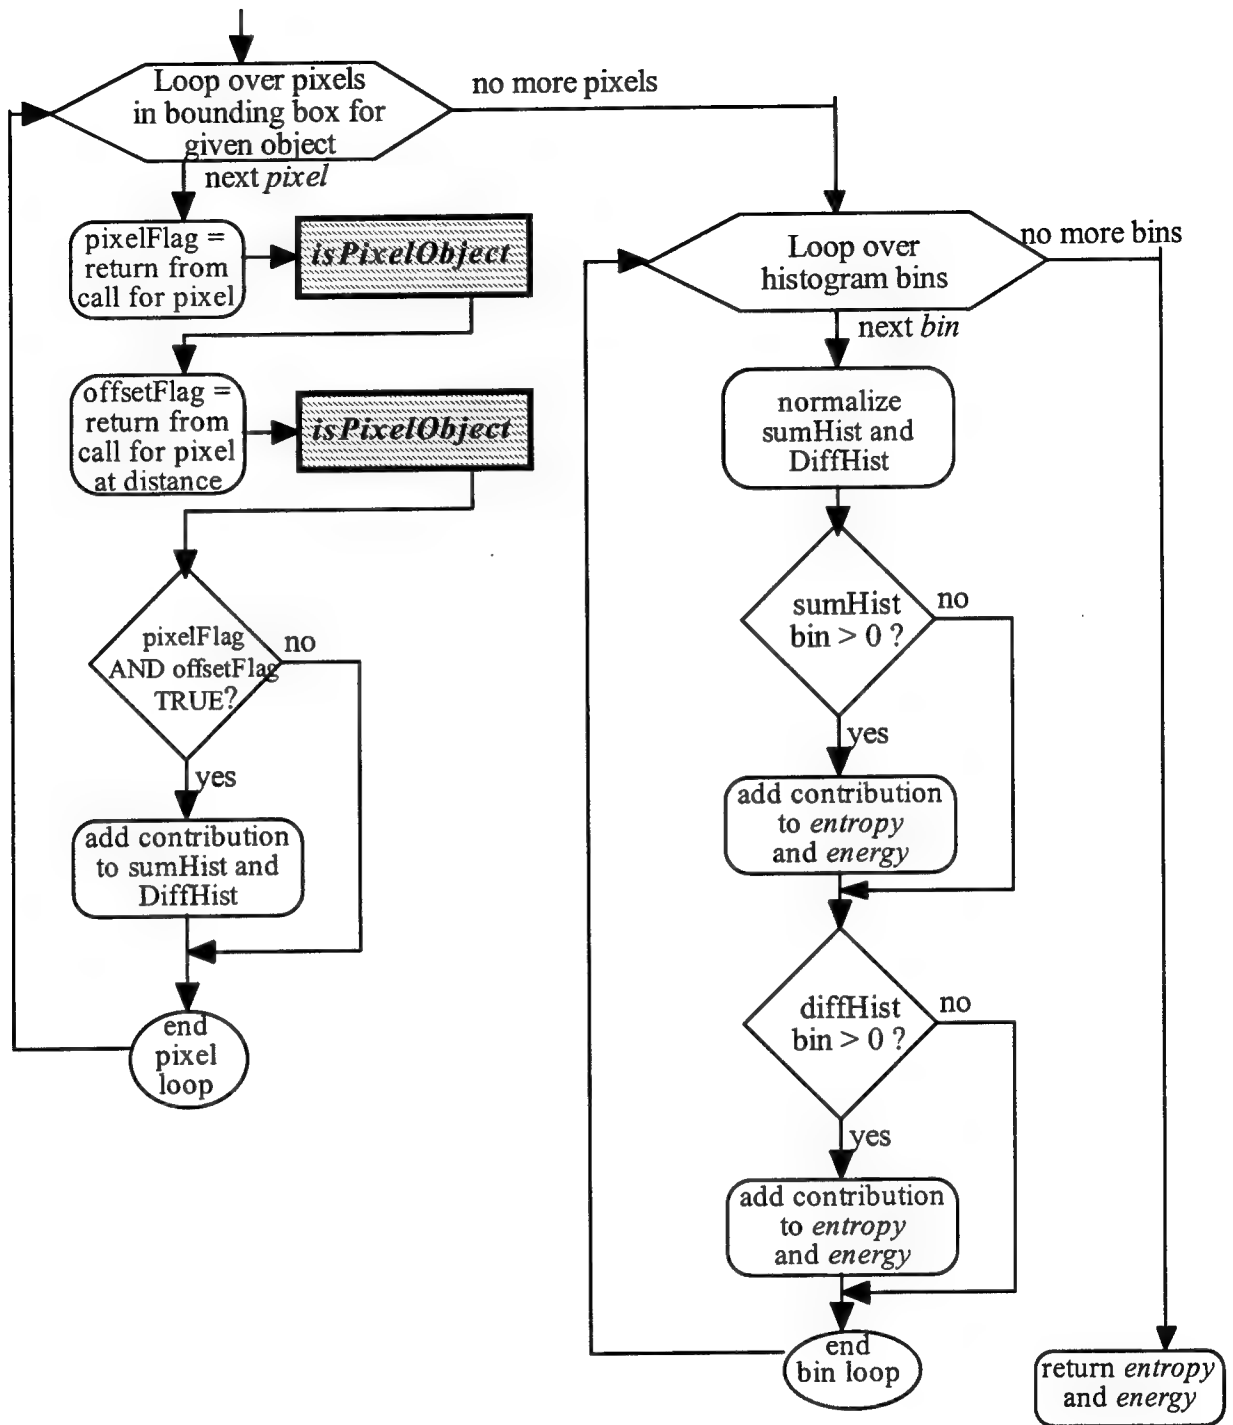 Loop over pixels
in bounding box for
given object
no more pixels
next pixel
pixelFlag =
return from
call for pixel
isPixelObject
offsetFlag =
return from
call for pixel
at distance
isPixelObject
pixelFlag
AND offsetFlag
TRUE?
no
yes
add contribution
to sumHist and
DiffHist
end
pixel
loop
Loop over
histogram bins
no more bins
next bin
normalize
sumHist and
DiffHist
sumHist
bin > 0 ?
no
yes
add contribution
to entropy
and energy
diffHist
bin > 0 ?
no
yes
add contribution
to entropy
and energy
end
bin loop
return entropy
and energy